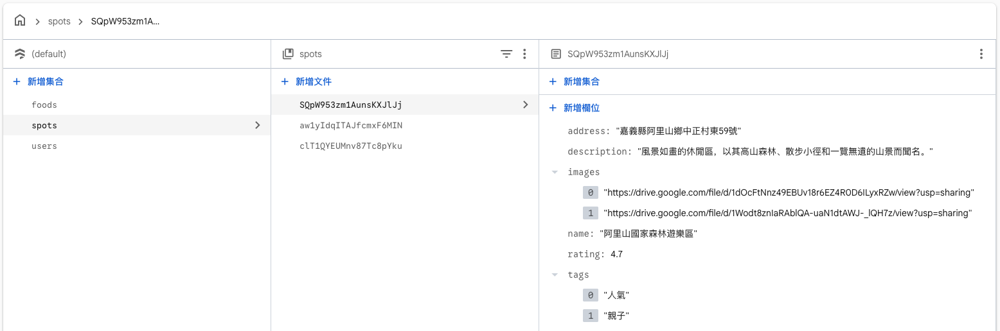 spots SQpW953zm1A…
(default)
新增集合
foods
spots
users
spots
新增文件
SQpW953zm1AunsKXJlJj
aw1yIdqITAJfcmxF6MIN
clT1QYEUMnv87Tc8pYku
SQpW953zm1AunsKXJlJj
新增集合
新增欄位
address: "嘉義縣阿里山鄉中正村東59號"
description: "風景如畫的休閒區，以其高山森林、散步小徑和一覽無遺的山景而聞名。"
images
0 "https://drive.google.com/file/d/1dOcFtNnz49EBUv18r6EZ4R0D6ILyxRZw/view?usp=sharing"
1 "https://drive.google.com/file/d/1Wodt8znIaRAblQA-uaN1dtAWJ-_lQH7z/view?usp=sharing"
name: "阿里山國家森林遊樂區"
rating: 4.7
tags
0 "人氣"
1 "親子"